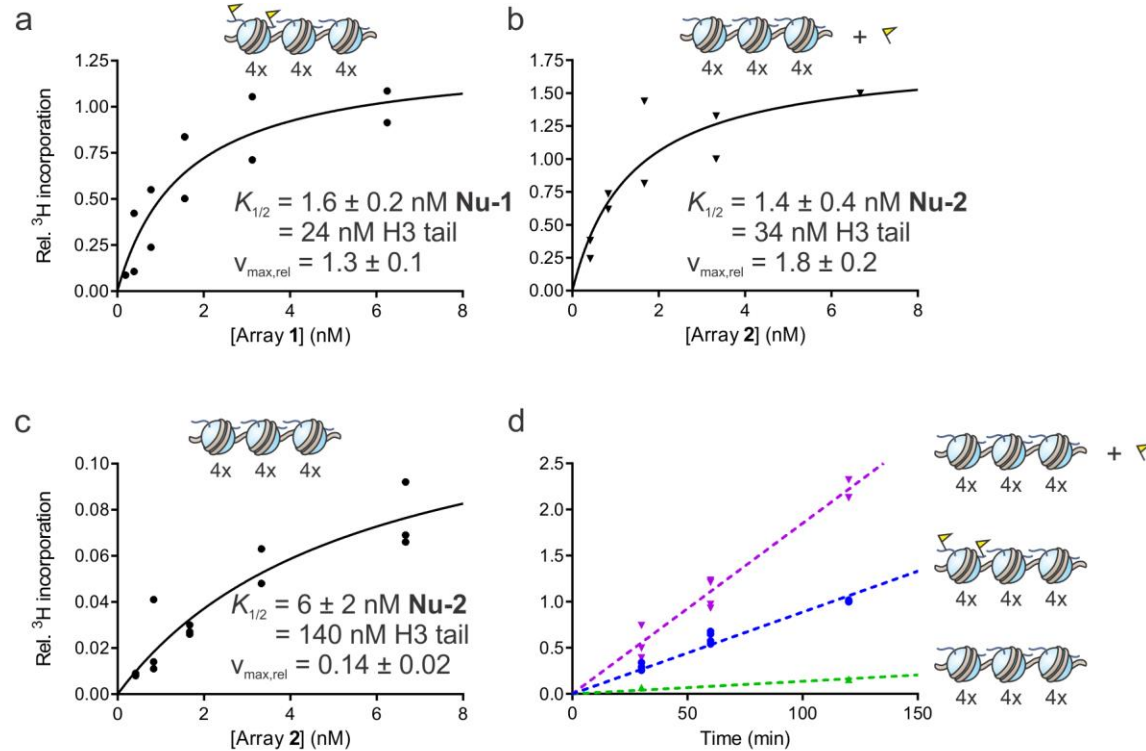 a
4x 4x 4x
1.25
1.00
0.75
0.50
0.25
0.00
0 2 4 6 8
Rel. ³H incorporation
[Array 1] (nM)
K1/2 = 1.6 ± 0.2 nM Nu-1
= 24 nM H3 tail
vmax,rel = 1.3 ± 0.1
b
+
4x 4x 4x
1.75
1.50
1.25
1.00
0.75
0.50
0.25
0.00
0 2 4 6 8
[Array 2] (nM)
K1/2 = 1.4 ± 0.4 nM Nu-2
= 34 nM H3 tail
vmax,rel = 1.8 ± 0.2
c
4x 4x 4x
0.10
0.08
0.06
0.04
0.02
0.00
0 2 4 6 8
Rel. ³H incorporation
[Array 2] (nM)
K1/2 = 6 ± 2 nM Nu-2
= 140 nM H3 tail
vmax,rel = 0.14 ± 0.02
d
2.5
2.0
1.5
1.0
0.5
0.0
0 50 100 150
Time (min)
+
4x 4x 4x
4x 4x 4x
4x 4x 4x